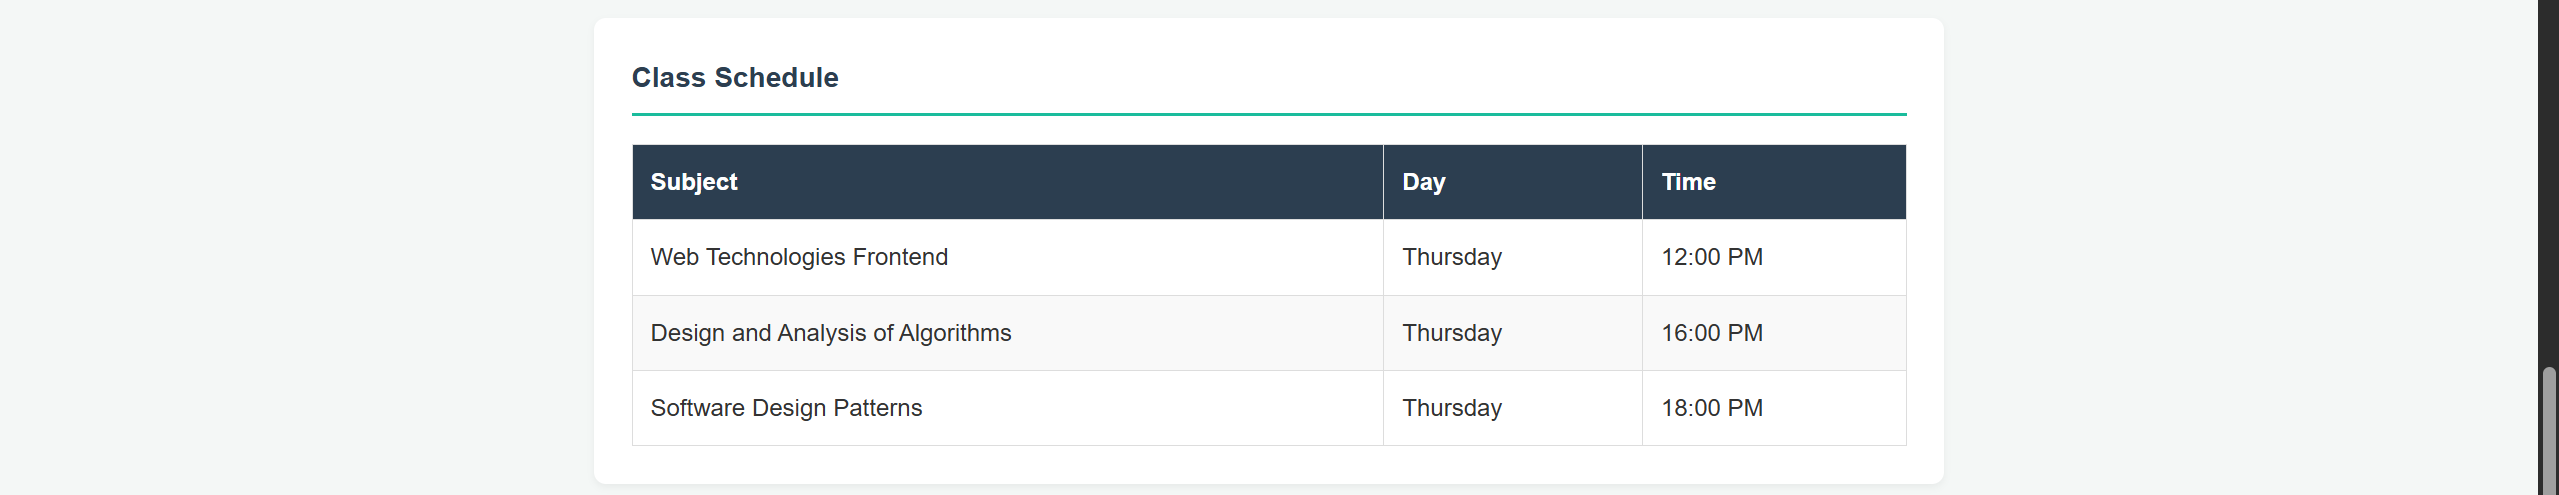 Class Schedule
Subject Day Time
Web Technologies Frontend Thursday 12:00 PM
Design and Analysis of Algorithms Thursday 16:00 PM
Software Design Patterns Thursday 18:00 PM